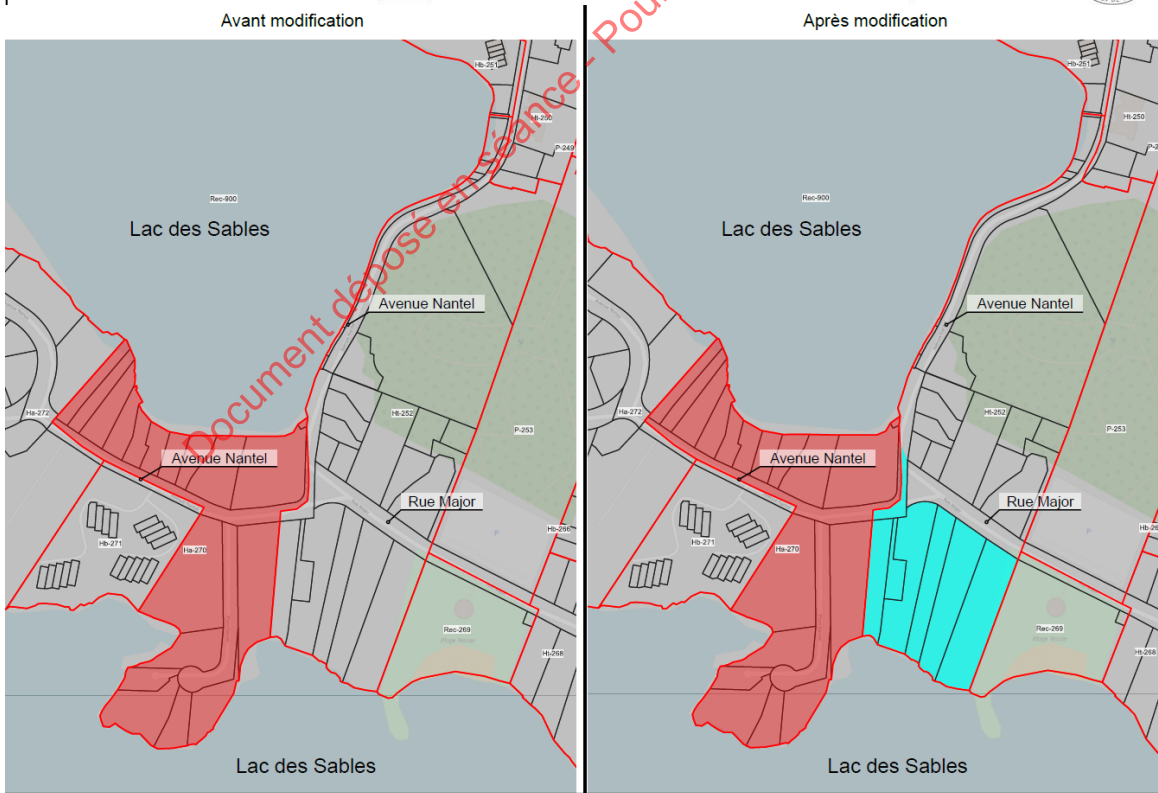 Avant modification
Hb-251
Ht-250
P-249
Rec-900
Lac des Sables
Avenue Nantel
Ha-272
Ht-252
P-253
Avenue Nantel
Rue Major
Hb-271
Ha-270
Hb-266
Rec-269
Ht-268
Lac des Sables
Document déposé en séance - Pou
Après modification
Hb-251
Ht-250
Rec-900
Lac des Sables
Avenue Nantel
Ha-272
Ht-252
P-253
Avenue Nantel
Rue Major
Hb-271
Ha-270
Rec-269
Ht-268
Lac des Sables